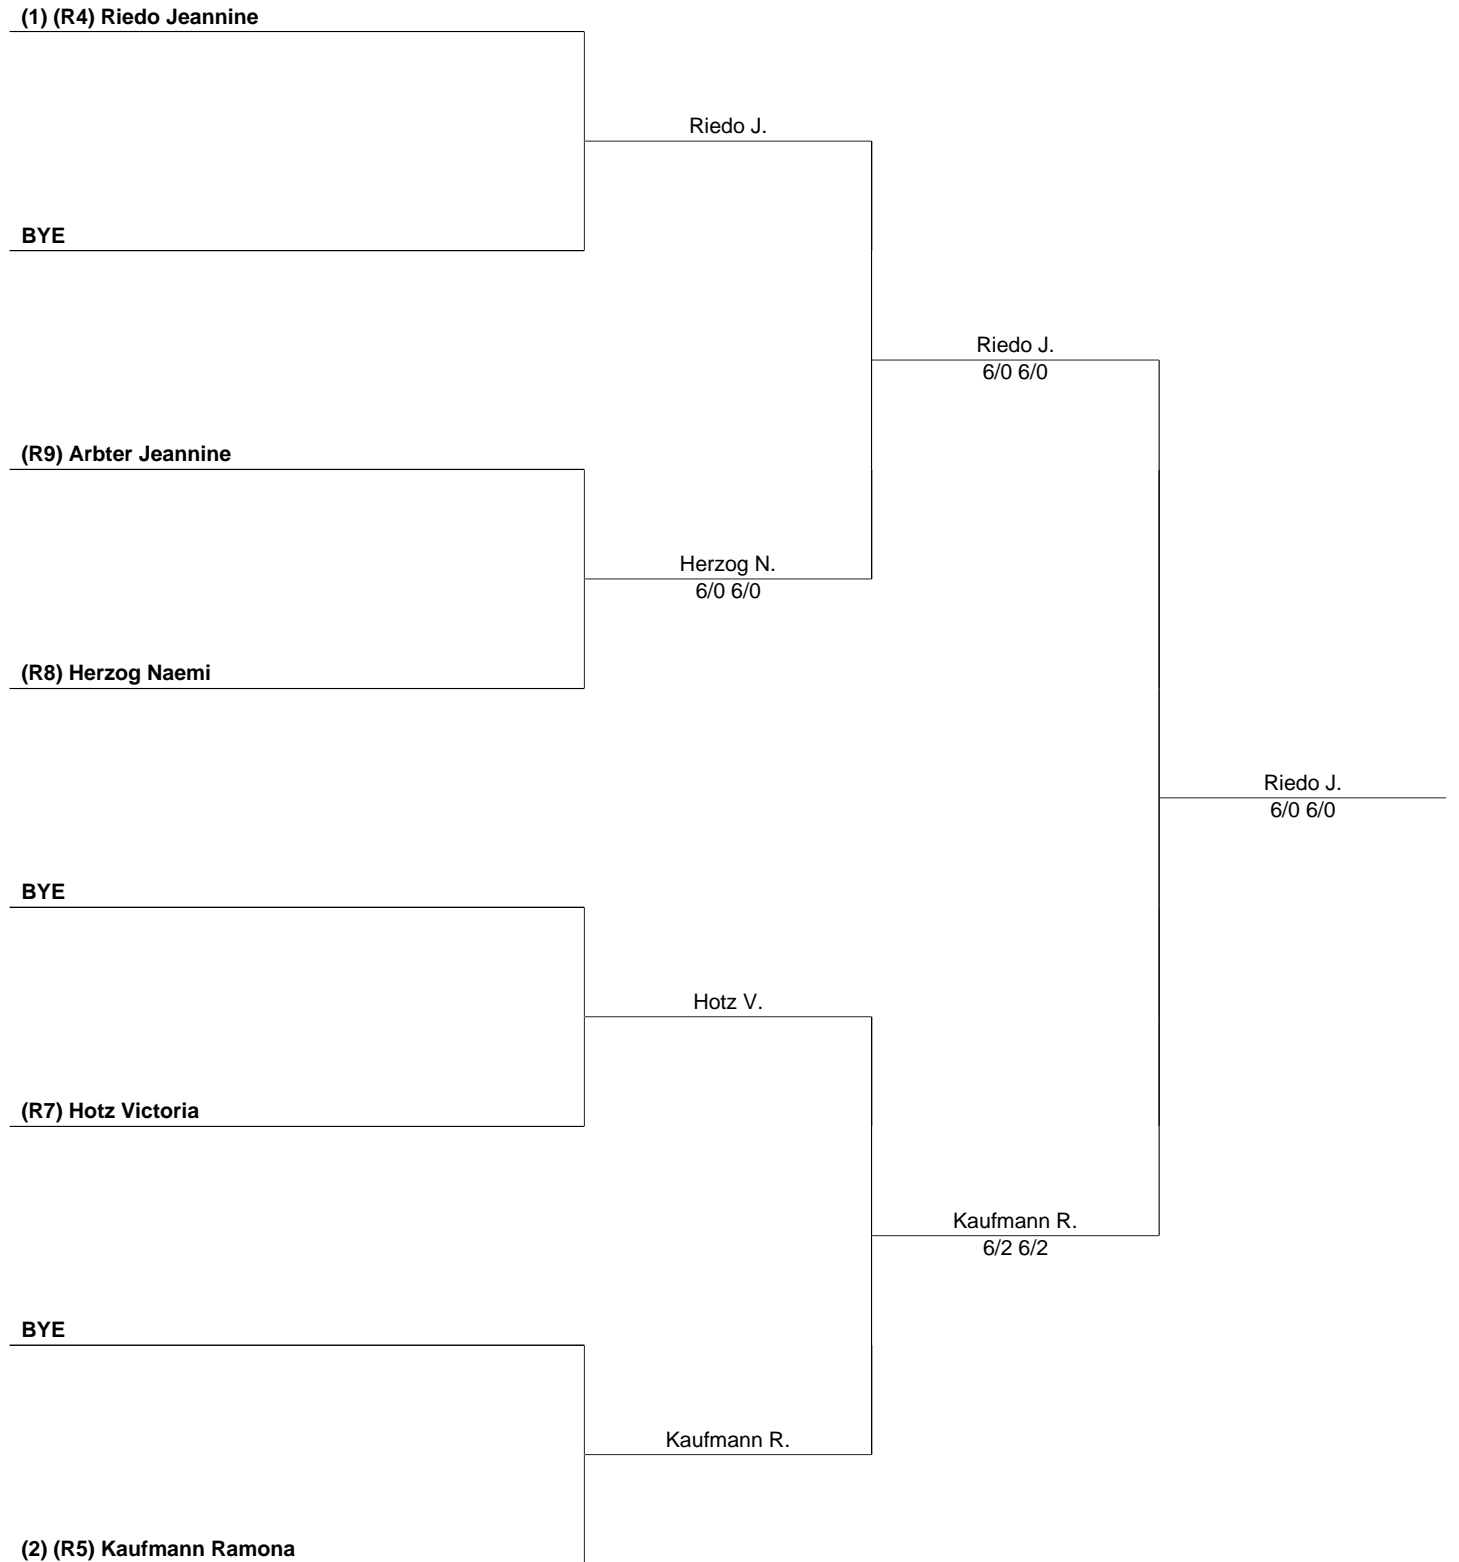 (1) (R4) Riedo Jeannine
Riedo J.
BYE
Riedo J.
6/0 6/0
(R9) Arbter Jeannine
Herzog N.
6/0 6/0
(R8) Herzog Naemi
Riedo J.
6/0 6/0
BYE
Hotz V.
(R7) Hotz Victoria
Kaufmann R.
6/2 6/2
BYE
Kaufmann R.
(2) (R5) Kaufmann Ramona